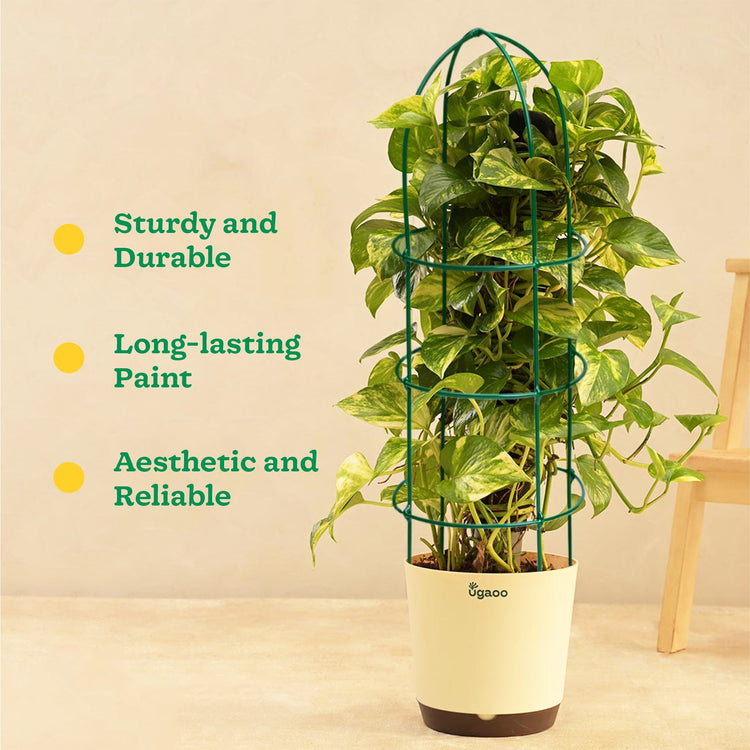 Sturdy and
Durable
Long-lasting
Paint
Aesthetic and
Reliable
ugaoo